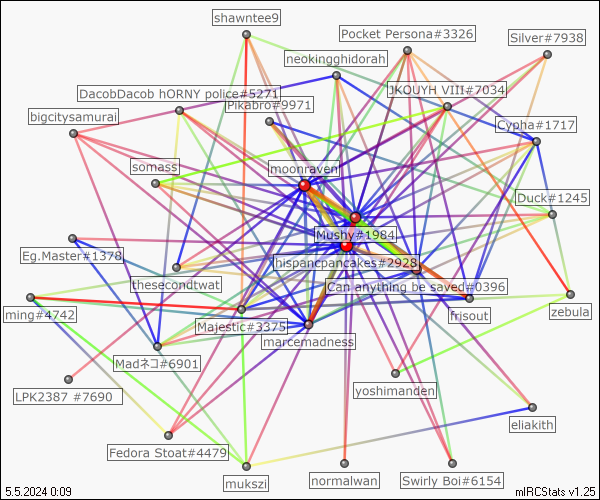 shawntee9
Pocket Persona#3326
Silver#7938
neokingghidorah
DacobDacob hORNY police#5271
JKOUYH VIII#7034
Pikabro#9971
bigcitysamurai
Cypha#1717
somass
moonraven
Duck#1245
Mushy#1984
Eg.Master#1378
hispancpancakes#2928
thesecondtwat
Can anything be saved#0396
ming#4742
Majestic#3375
frisout
zebula
marcemadness
Madネコ#6901
yoshimanden
LPK2387 #7690
eliakith
Fedora Stoat#4479
mukszi
normalwan
Swirly Boi#6154
5.5.2024 0:09
mIRCStats v1.25